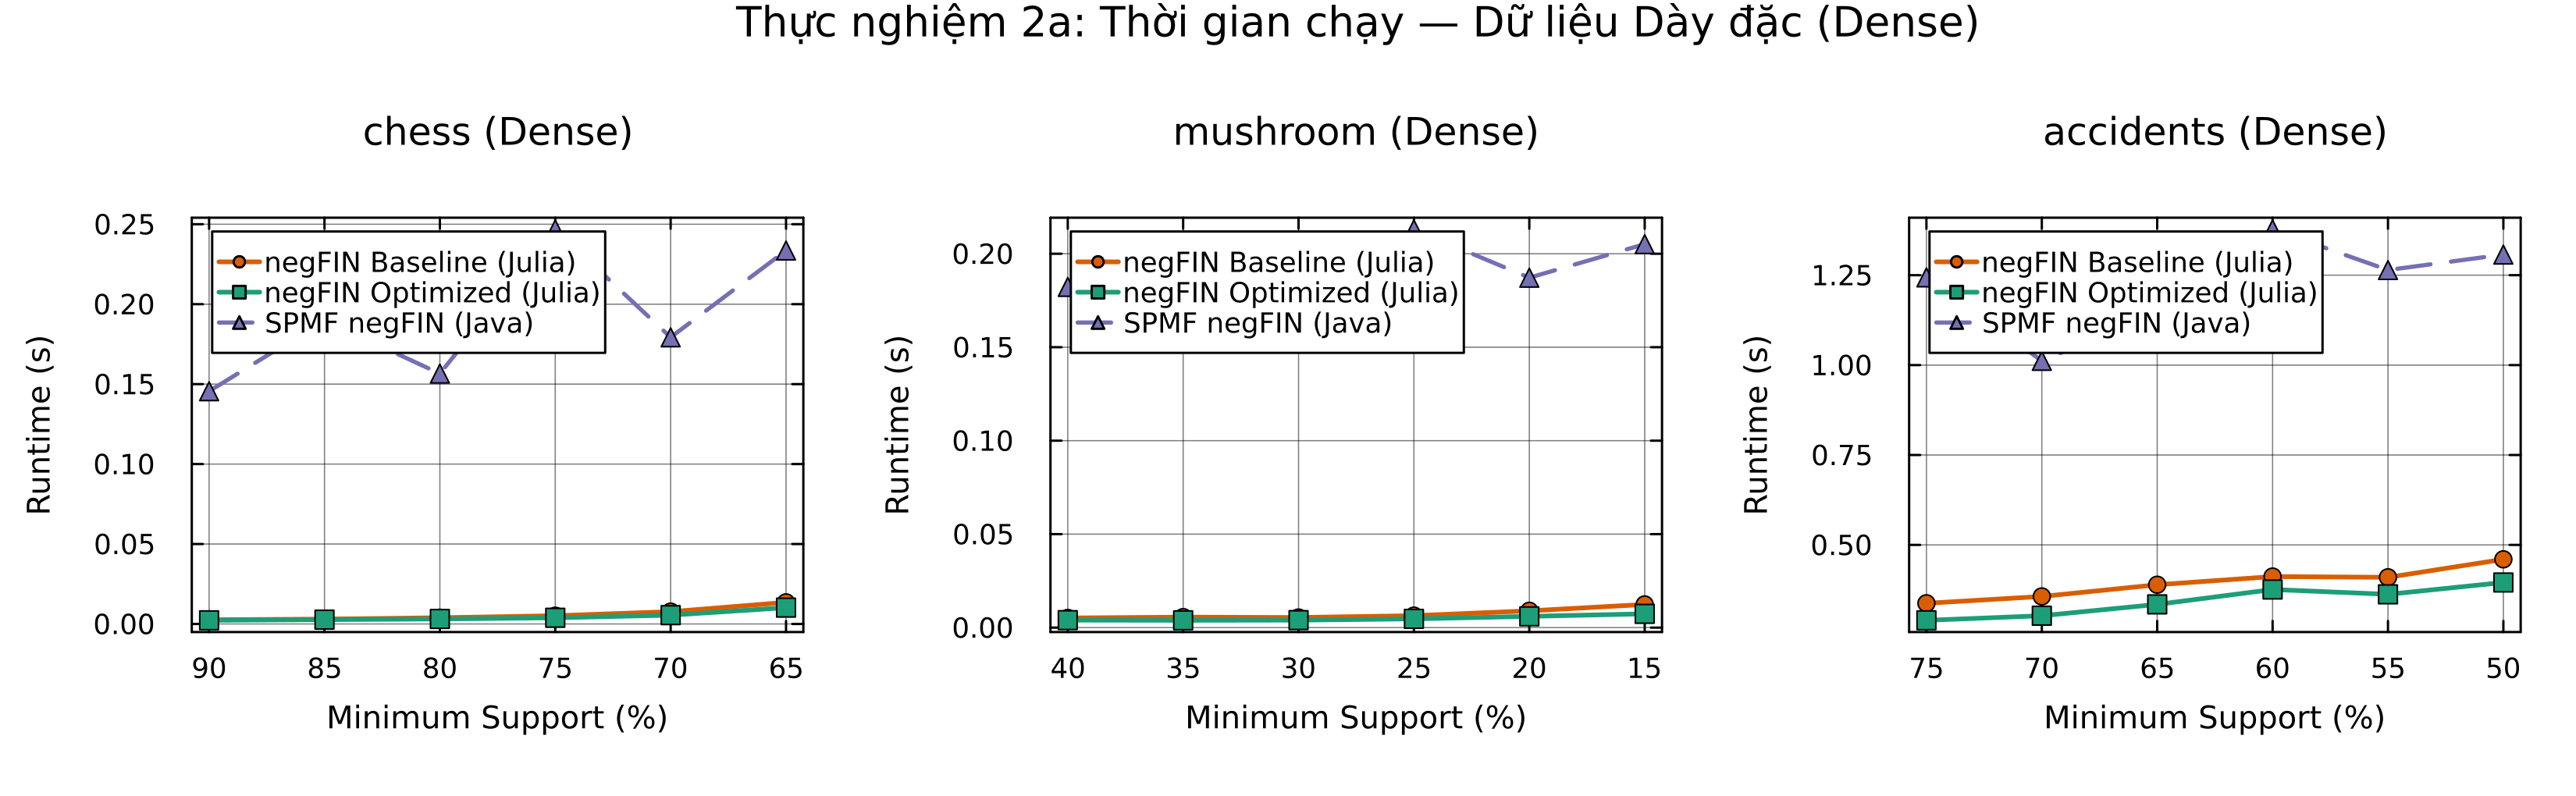 Thực nghiệm 2a: Thời gian chạy — Dữ liệu Dày đặc (Dense)
chess (Dense)
Runtime (s)
0.25
0.20
0.15
0.10
0.05
0.00
negFIN Baseline (Julia)
negFIN Optimized (Julia)
SPMF negFIN (Java)
90 85 80 75 70 65
Minimum Support (%)
mushroom (Dense)
Runtime (s)
0.20
0.15
0.10
0.05
0.00
negFIN Baseline (Julia)
negFIN Optimized (Julia)
SPMF negFIN (Java)
40 35 30 25 20 15
Minimum Support (%)
accidents (Dense)
Runtime (s)
1.25
1.00
0.75
0.50
negFIN Baseline (Julia)
negFIN Optimized (Julia)
SPMF negFIN (Java)
75 70 65 60 55 50
Minimum Support (%)